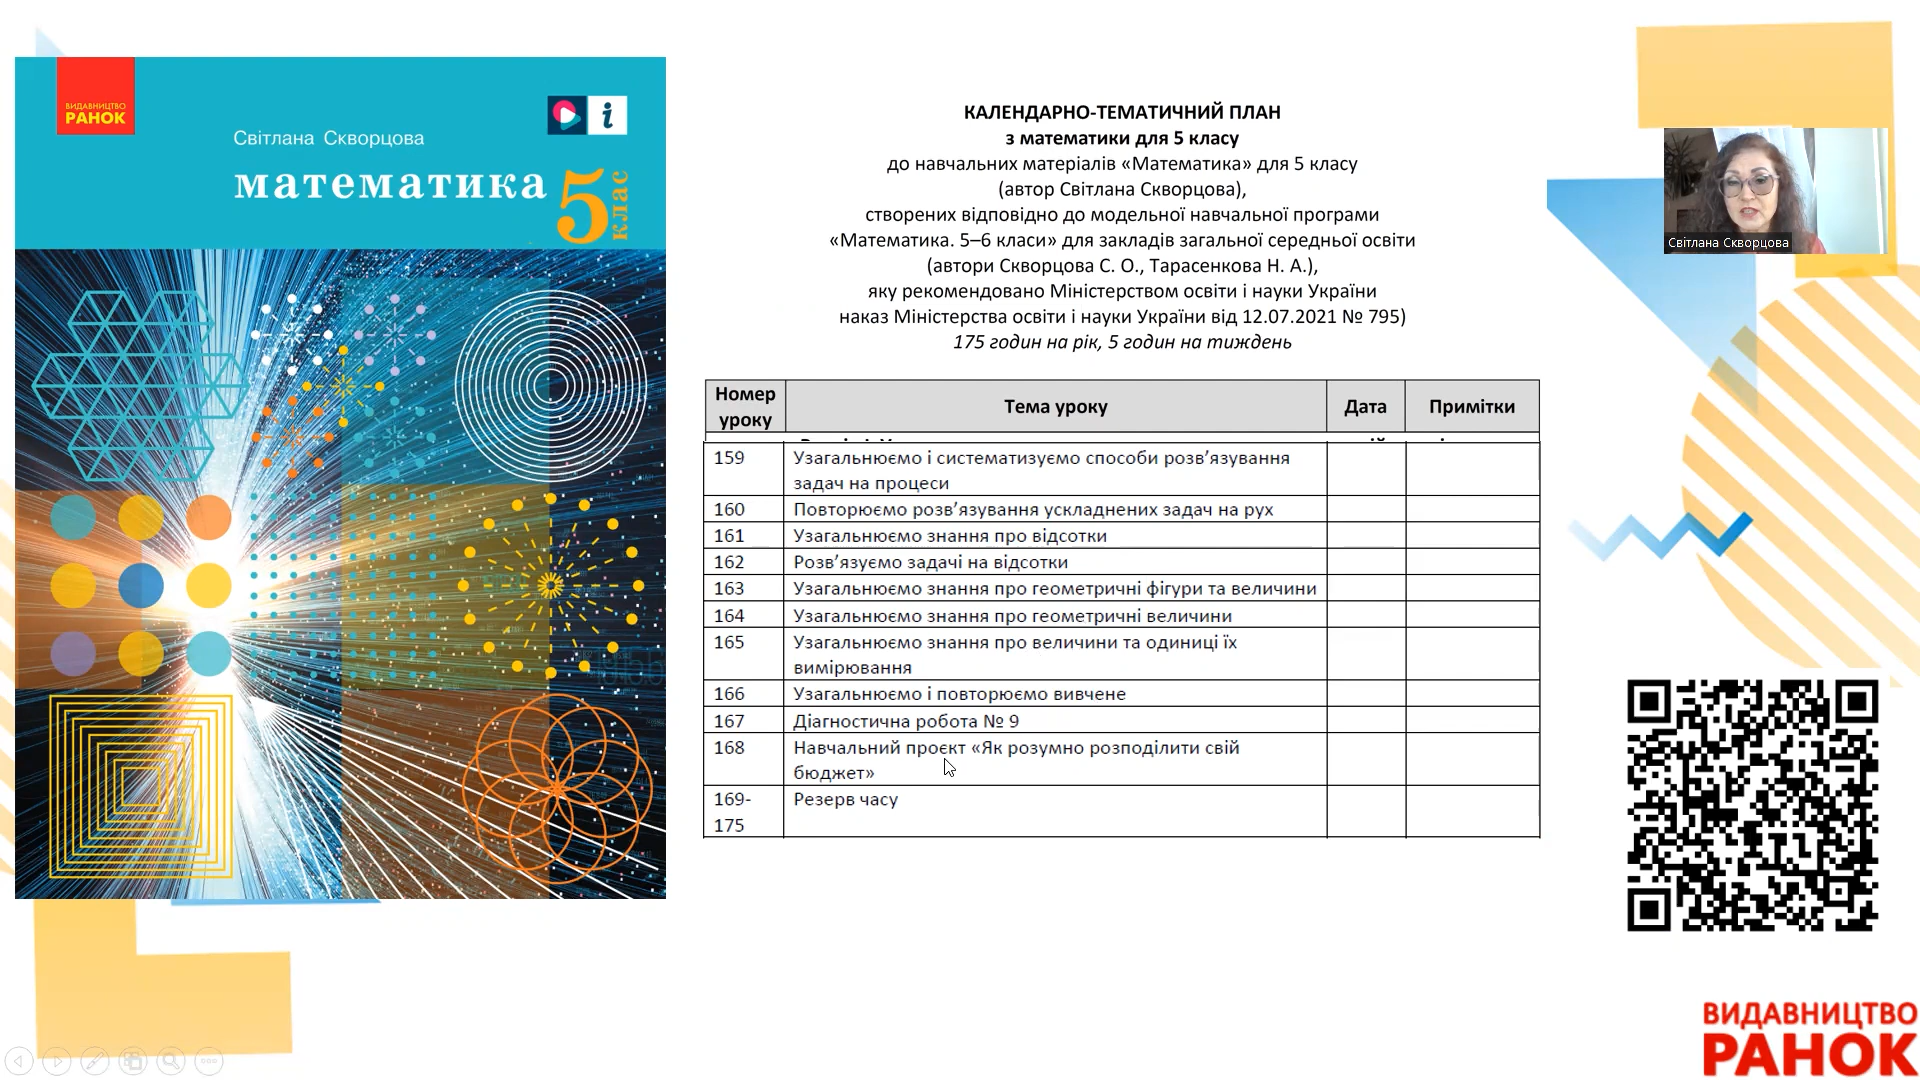 ВИДАВНИЦТВО
РАНОК
Світлана Скворцова
математика 5 клас
КАЛЕНДАРНО-ТЕМАТИЧНИЙ ПЛАН
з математики для 5 класу
до навчальних матеріалів «Математика» для 5 класу
(автор Світлана Скворцова),
створених відповідно до модельної навчальної програми
«Математика. 5–6 класи» для закладів загальної середньої освіти
(автори Скворцова С. О., Тарасенкова Н. А.),
яку рекомендовано Міністерством освіти і науки України
наказ Міністерства освіти і науки України від 12.07.2021 № 795)
175 годин на рік, 5 годин на тиждень
Номер уроку Тема уроку Дата Примітки
159 Узагальнюємо і систематизуємо способи розв’язування
задач на процеси
160 Повторюємо розв’язування ускладнених задач на рух
161 Узагальнюємо знання про відсотки
162 Розв’язуємо задачі на відсотки
163 Узагальнюємо знання про геометричні фігури та величини
164 Узагальнюємо знання про геометричні величини
165 Узагальнюємо знання про величини та одиниці їх
вимірювання
166 Узагальнюємо і повторюємо вивчене
167 Діагностична робота № 9
168 Навчальний проєкт «Як розумно розподілити свій
бюджет»
169-
175 Резерв часу
Світлана Скворцова
ВИДАВНИЦТВО
РАНОК